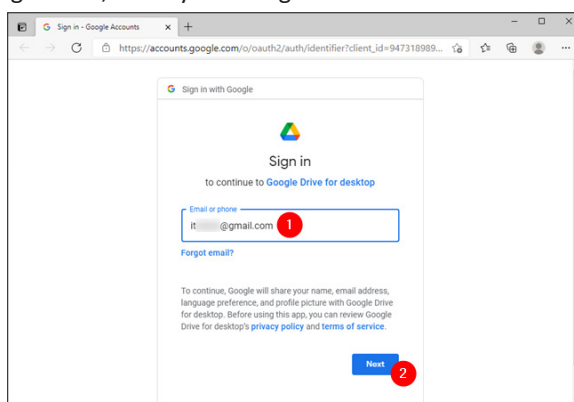 Sign in - Google Accounts
https://accounts.google.com/o/oauth2/auth/identifier?client_id=947318989...
G Sign in with Google
Sign in
to continue to Google Drive for desktop
Email or phone
it @gmail.com 1
Forgot email?
To continue, Google will share your name, email address,
language preference, and profile picture with Google Drive
for desktop. Before using this app, you can review Google
Drive for desktop's privacy policy and terms of service.
Next
2